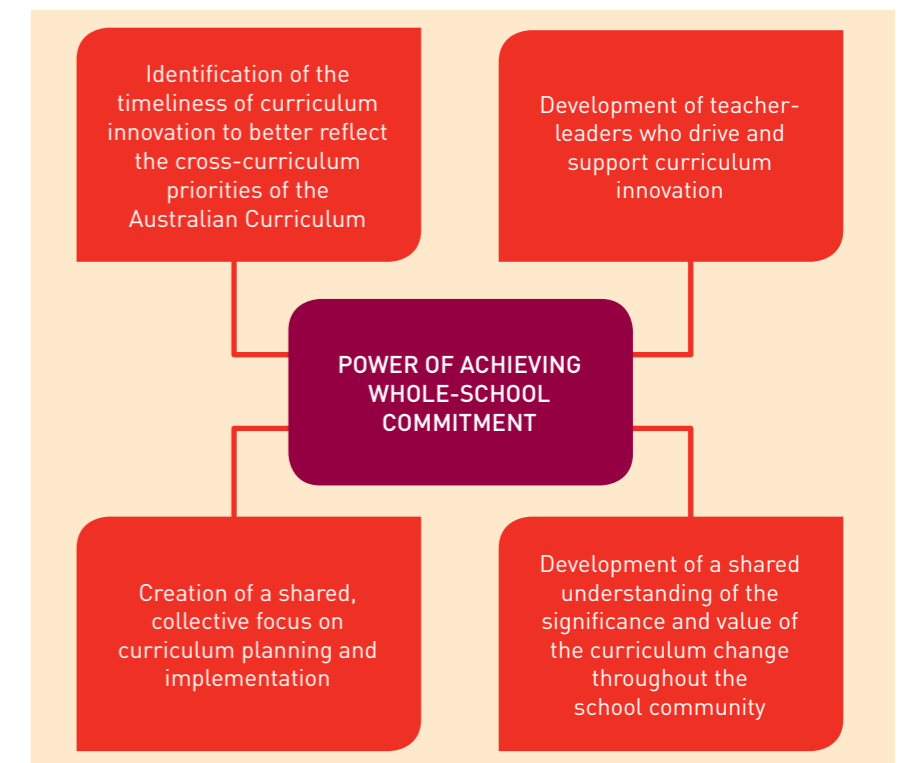 Identification of the
timeliness of curriculum
innovation to better reflect
the cross-curriculum
priorities of the
Australian Curriculum
Development of teacher-
leaders who drive and
support curriculum
innovation
POWER OF ACHIEVING
WHOLE-SCHOOL
COMMITMENT
Creation of a shared,
collective focus on
curriculum planning and
implementation
Development of a shared
understanding of the
significance and value of
the curriculum change
throughout the
school community